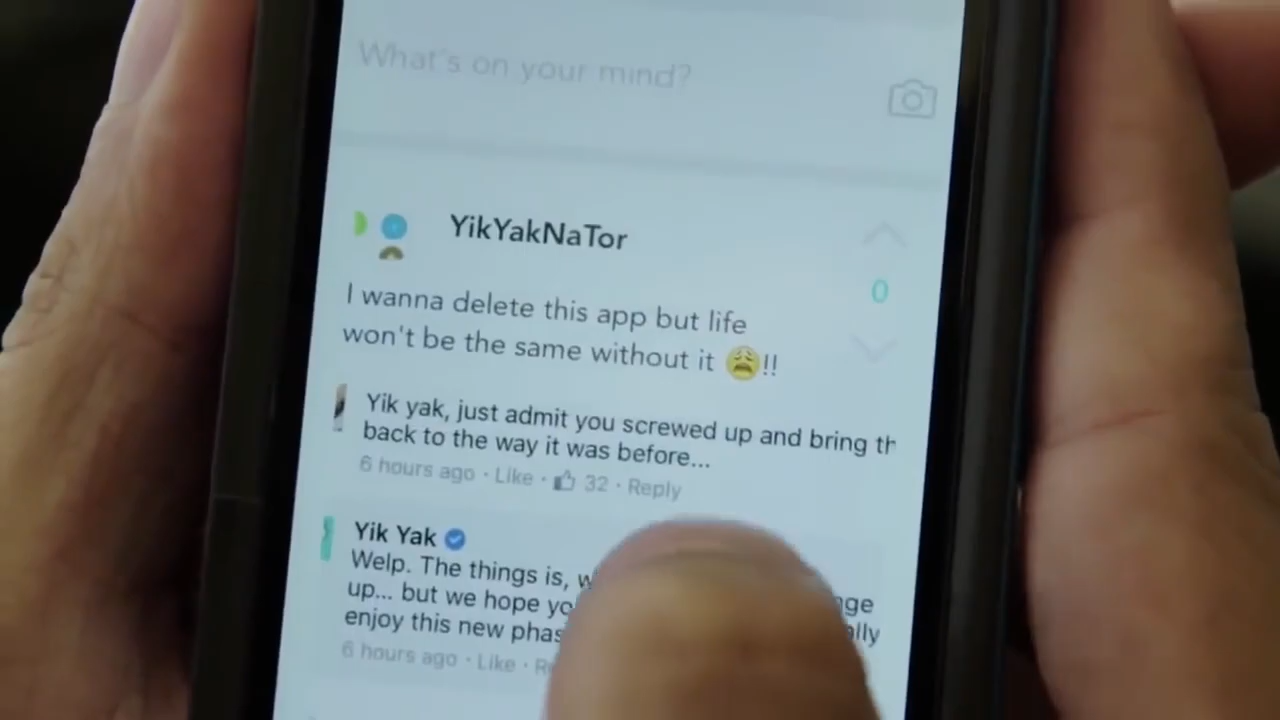 What's on your mind?
YikYakNaTor
0
I wanna delete this app but life
won't be the same without it 😩!!
Yik yak, just admit you screwed up and bring th
back to the way it was before...
6 hours ago · Like · 32 · Reply
Yik Yak
Welp. The things is, w
up... but we hope yo
enjoy this new phas
6 hours ago · Like · R